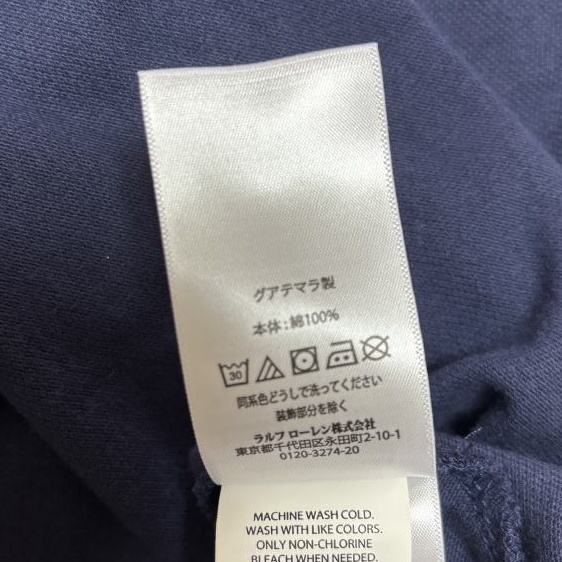 グアテマラ製
本体:綿100%
30
同系色どうしで洗ってください
装飾部分を除く
ラルフ ローレン株式会社
東京都千代田区永田町2-10-1
0120-3274-20
MACHINE WASH COLD.
WASH WITH LIKE COLORS.
ONLY NON-CHLORINE
BLEACH WHEN NEEDED.